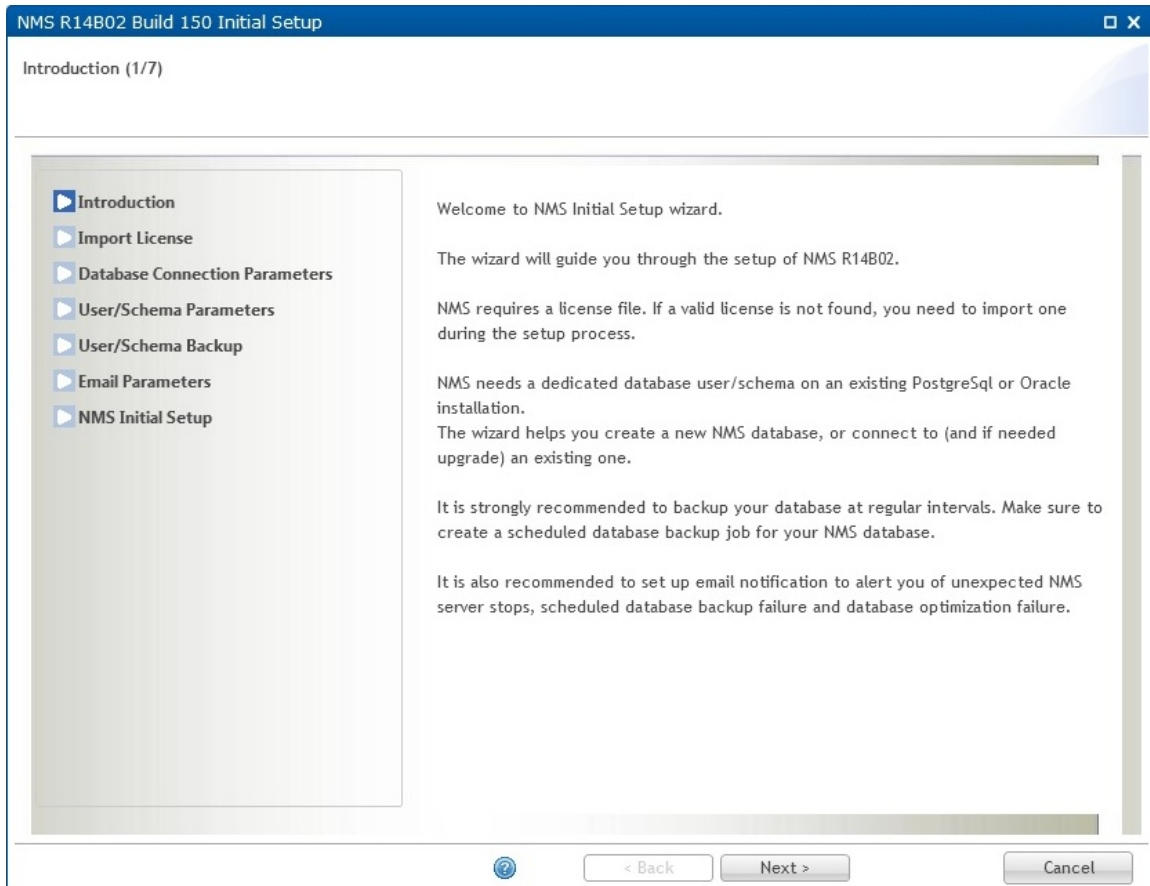 NMS R14B02 Build 150 Initial Setup
Introduction (1/7)
Introduction
Import License
Database Connection Parameters
User/Schema Parameters
User/Schema Backup
Email Parameters
NMS Initial Setup
Welcome to NMS Initial Setup wizard.
The wizard will guide you through the setup of NMS R14B02.
NMS requires a license file. If a valid license is not found, you need to import one
during the setup process.
NMS needs a dedicated database user/schema on an existing PostgreSql or Oracle
installation.
The wizard helps you create a new NMS database, or connect to (and if needed
upgrade) an existing one.
It is strongly recommended to backup your database at regular intervals. Make sure to
create a scheduled database backup job for your NMS database.
It is also recommended to set up email notification to alert you of unexpected NMS
server stops, scheduled database backup failure and database optimization failure.
? < Back Next > Cancel